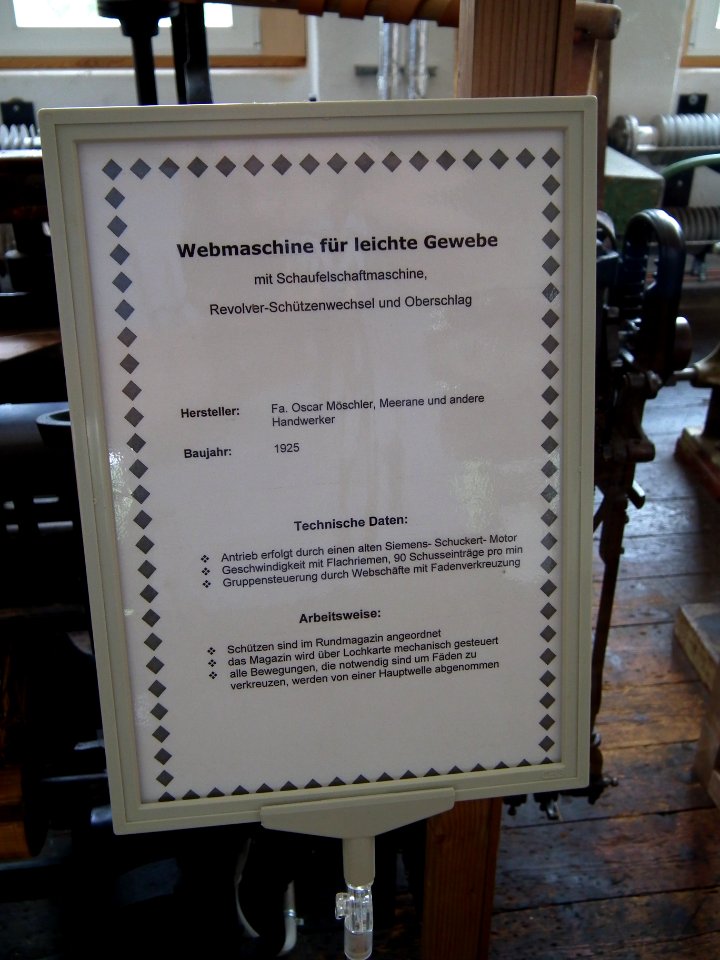 Webmaschine für leichte Gewebe
mit Schaufelschaftmaschine,
Revolver-Schützenwechsel und Oberschlag
Hersteller: Fa. Oscar Möschler, Meerane und andere
Handwerker
Baujahr: 1925
Technische Daten:
❖ Antrieb erfolgt durch einen alten Siemens- Schuckert- Motor
❖ Geschwindigkeit mit Flachriemen, 90 Schusseinträge pro min
❖ Gruppensteuerung durch Webschäfte mit Fadenverkreuzung
Arbeitsweise:
❖ Schützen sind im Rundmagazin angeordnet
❖ das Magazin wird über Lochkarte mechanisch gesteuert
❖ alle Bewegungen, die notwendig sind um Fäden zu
verkreuzen, werden von einer Hauptwelle abgenommen